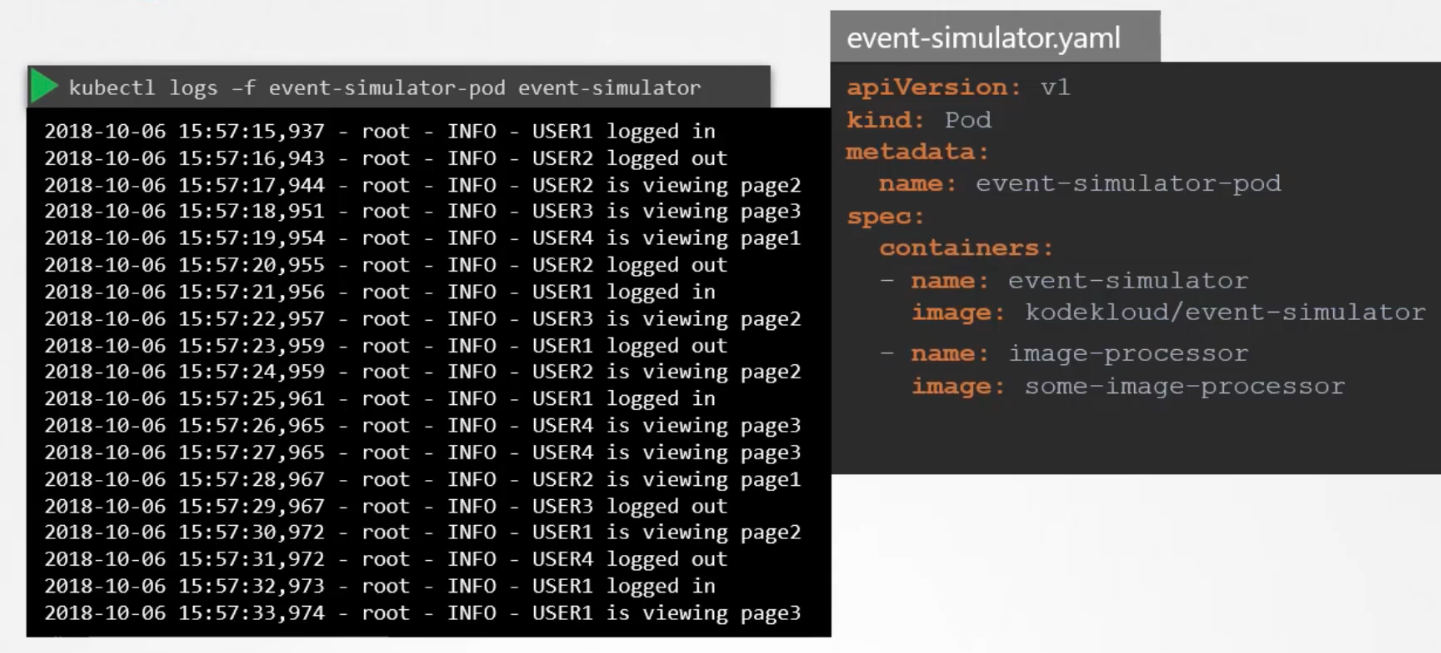 kubectl logs –f event-simulator-pod event-simulator
2018-10-06 15:57:15,937 - root - INFO - USER1 logged in
2018-10-06 15:57:16,943 - root - INFO - USER2 logged out
2018-10-06 15:57:17,944 - root - INFO - USER2 is viewing page2
2018-10-06 15:57:18,951 - root - INFO - USER3 is viewing page3
2018-10-06 15:57:19,954 - root - INFO - USER4 is viewing page1
2018-10-06 15:57:20,955 - root - INFO - USER2 logged out
2018-10-06 15:57:21,956 - root - INFO - USER1 logged in
2018-10-06 15:57:22,957 - root - INFO - USER3 is viewing page2
2018-10-06 15:57:23,959 - root - INFO - USER1 logged out
2018-10-06 15:57:24,959 - root - INFO - USER2 is viewing page2
2018-10-06 15:57:25,961 - root - INFO - USER1 logged in
2018-10-06 15:57:26,965 - root - INFO - USER4 is viewing page3
2018-10-06 15:57:27,965 - root - INFO - USER4 is viewing page3
2018-10-06 15:57:28,967 - root - INFO - USER2 is viewing page1
2018-10-06 15:57:29,967 - root - INFO - USER3 logged out
2018-10-06 15:57:30,972 - root - INFO - USER1 is viewing page2
2018-10-06 15:57:31,972 - root - INFO - USER4 logged out
2018-10-06 15:57:32,973 - root - INFO - USER1 logged in
2018-10-06 15:57:33,974 - root - INFO - USER1 is viewing page3
event-simulator.yaml
apiVersion: v1
kind: Pod
metadata:
  name: event-simulator-pod
spec:
  containers:
  - name: event-simulator
    image: kodekloud/event-simulator
  - name: image-processor
    image: some-image-processor